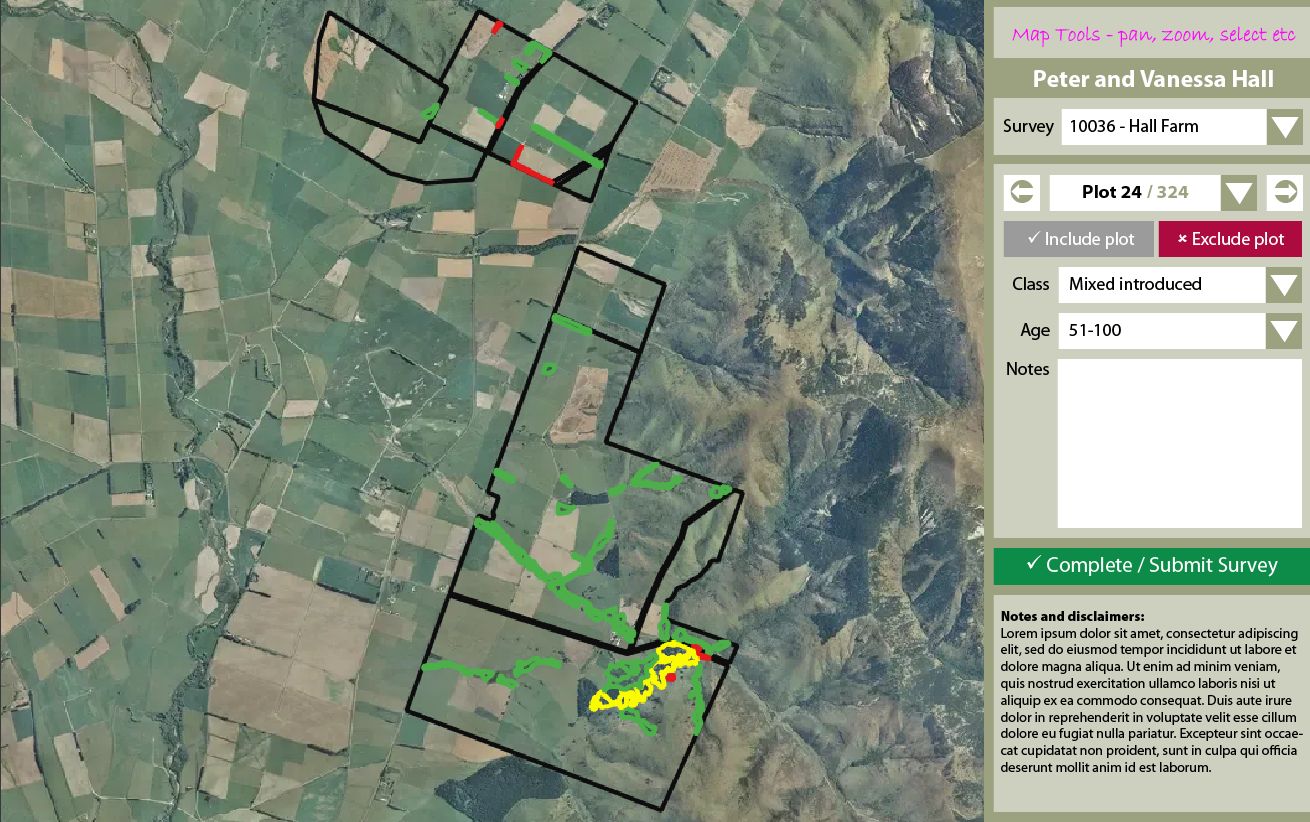 Map Tools - pan, zoom, select etc
Peter and Vanessa Hall
Survey 10036 - Hall Farm
Plot 24 / 324
✓ Include plot × Exclude plot
Class Mixed introduced
Age 51-100
Notes
✓ Complete / Submit Survey
Notes and disclaimers:
Lorem ipsum dolor sit amet, consectetur adipiscing
elit, sed do eiusmod tempor incididunt ut labore et
dolore magna aliqua. Ut enim ad minim veniam,
quis nostrud exercitation ullamco laboris nisi ut
aliquip ex ea commodo consequat. Duis aute irure
dolor in reprehenderit in voluptate velit esse cillum
dolore eu fugiat nulla pariatur. Excepteur sint occae-
cat cupidatat non proident, sunt in culpa qui officia
deserunt mollit anim id est laborum.